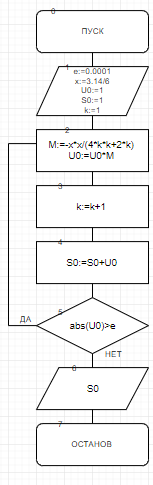 0
ПУСК
1
e:=0.0001
x:=3.14/6
U0:=1
S0:=1
k:=1
2
M:=-x*x/(4*k*k+2*k)
U0:=U0*M
3
k:=k+1
4
S0:=S0+U0
5
ДА
abs(U0)>e
НЕТ
6
S0
7
ОСТАНОВ